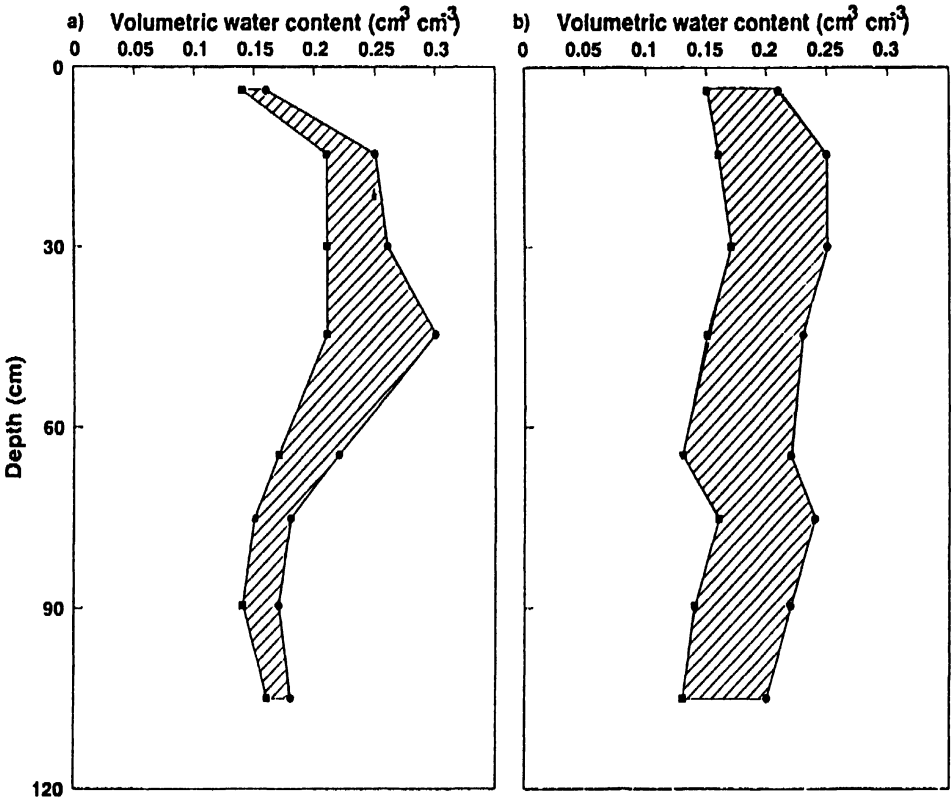 a) Volumetric water content (cm³ cm⁻³)
0 0.05 0.1 0.15 0.2 0.25 0.3
b) Volumetric water content (cm³ cm⁻³)
0 0.05 0.1 0.15 0.2 0.25 0.3
Depth (cm)
0
30
60
90
120